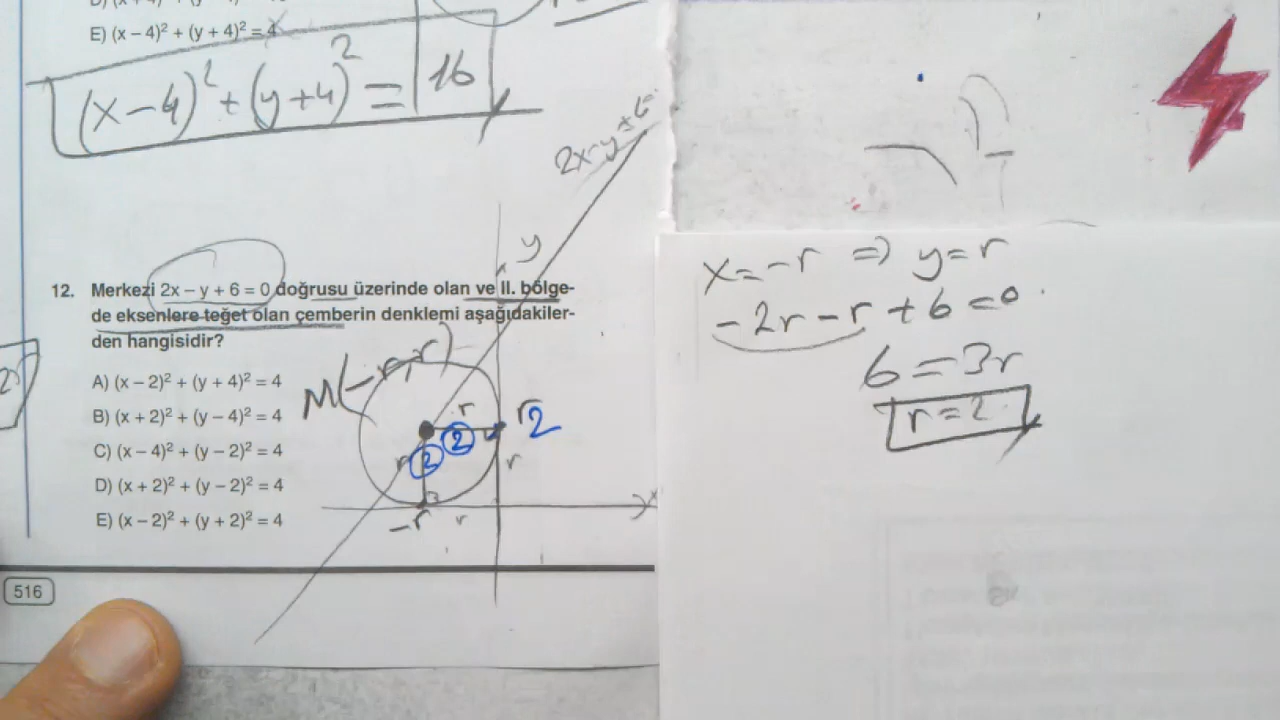 E) (x – 4)² + (y + 4)² = 4
(x – 4)² + (y + 4)² = 16
2x-y+6=
y
12. Merkezi 2x – y + 6 = 0 doğrusu üzerinde olan ve II. bölge-
de eksenlere teğet olan çemberin denklemi aşağıdakiler-
den hangisidir?
A) (x – 2)² + (y + 4)² = 4
B) (x + 2)² + (y – 4)² = 4
C) (x – 4)² + (y – 2)² = 4
D) (x + 2)² + (y – 2)² = 4
E) (x – 2)² + (y + 2)² = 4
M(-r, r)
r
r 2
2
r 2
r
-r
r
x
516
x = -r ⇒ y = r
-2r - r + 6 = 0
6 = 3r
r = 2